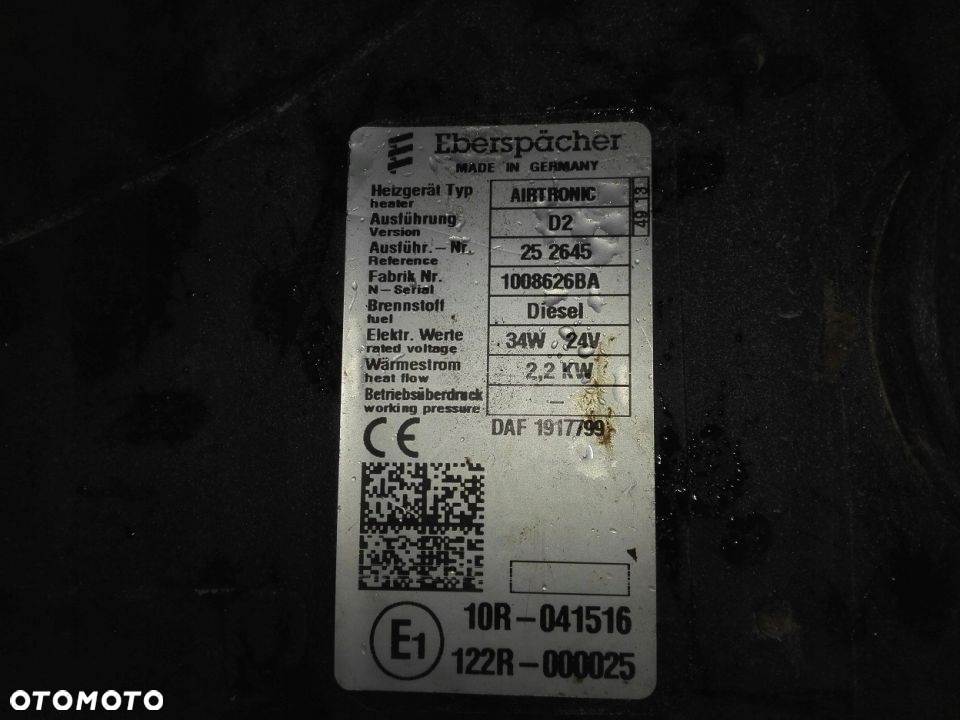 Eberspächer
MADE IN GERMANY
Heizgerät Typ
heater
AIRTRONIC
49 13
Ausführung
Version
D2
Ausführ.-Nr.
Reference
25 2645
Fabrik Nr.
N-Serial
1008626BA
Brennstoff
fuel
Diesel
Elektr. Werte
rated voltage
34W 24V
Wärmestrom
heat flow
2,2 KW
Betriebsüberdruck
working pressure
—
CE
DAF 1917799
E1
10R-041516
122R-000025
OTOMOTO